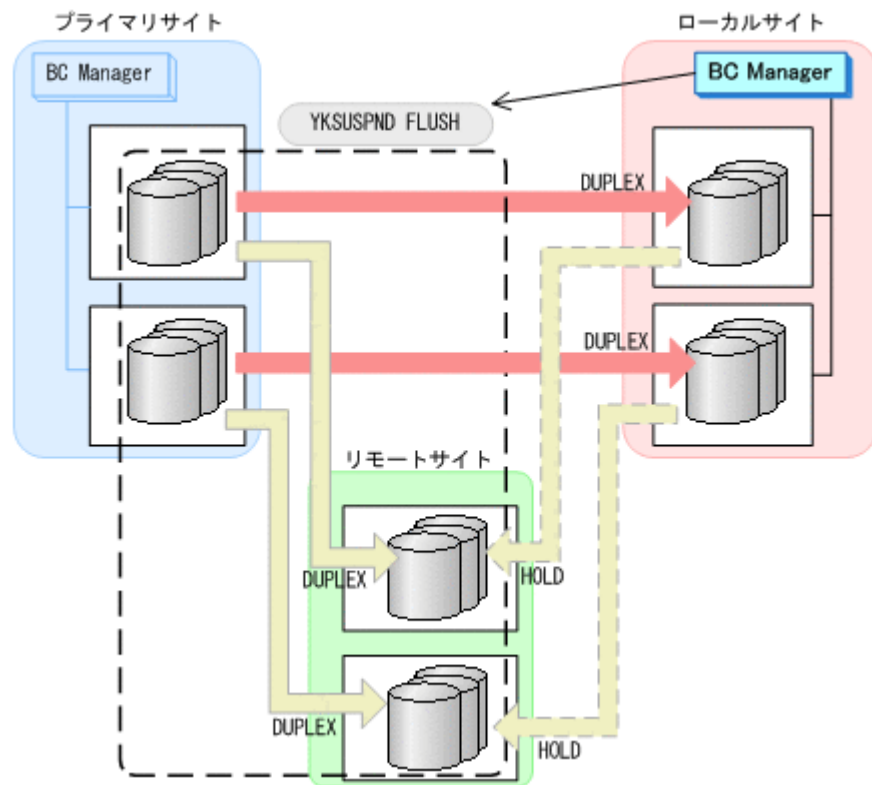 プライマリサイト
ローカルサイト
BC Manager
BC Manager
YKSUSPND FLUSH
DUPLEX
DUPLEX
リモートサイト
DUPLEX
HOLD
DUPLEX
HOLD